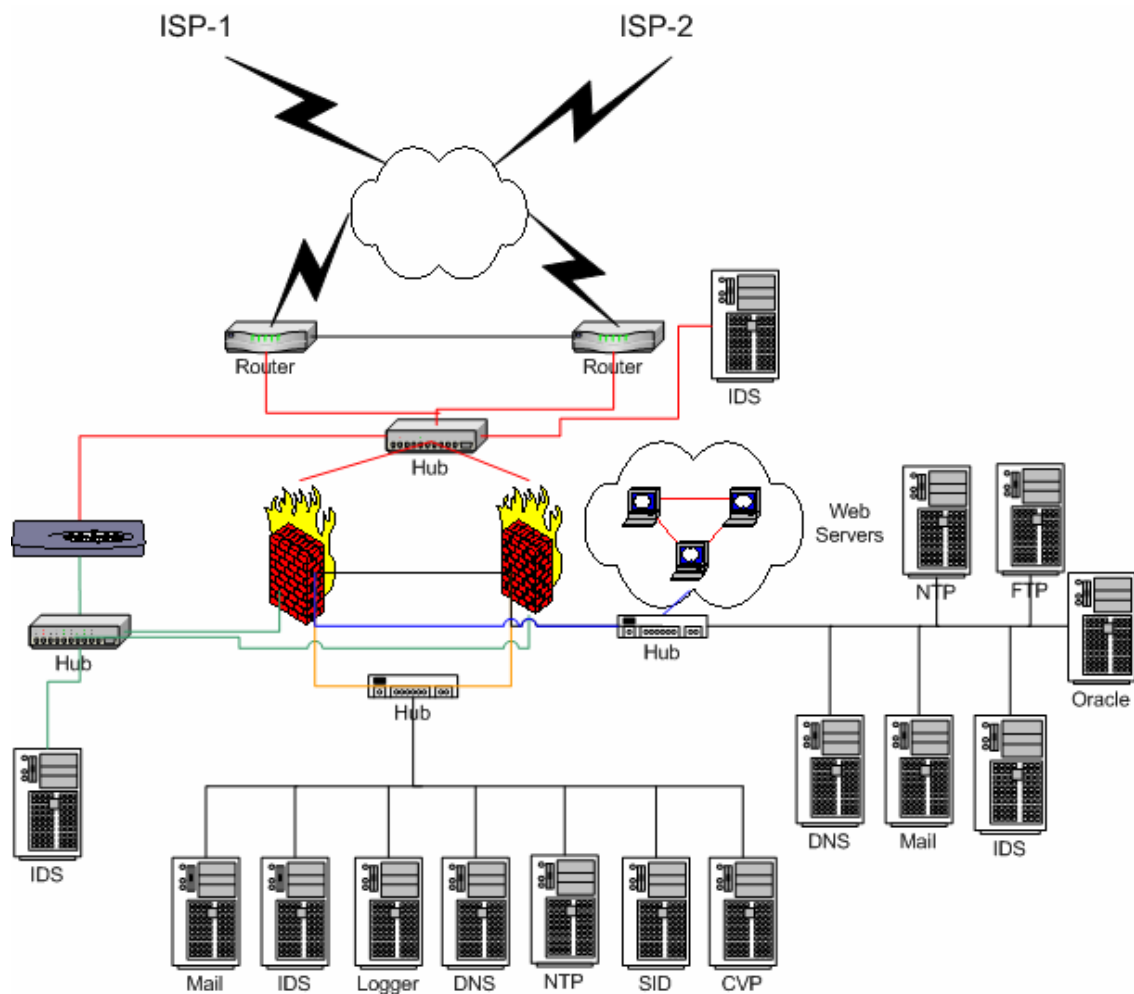 ISP-1
ISP-2
Router
Router
IDS
Hub
Web
Servers
NTP
FTP
Hub
Hub
Oracle
Hub
DNS
Mail
IDS
IDS
Mail
IDS
Logger
DNS
NTP
SID
CVP